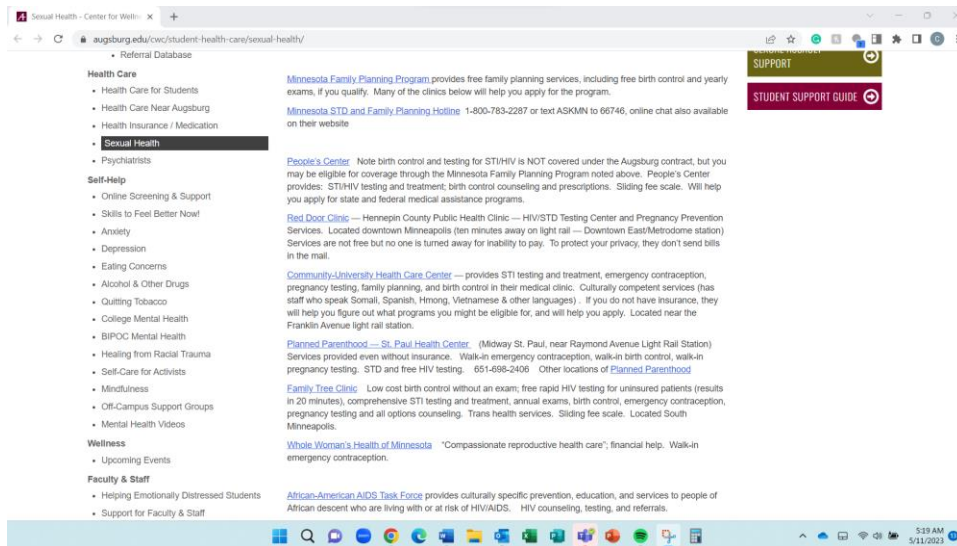 Sexual Health - Center for Welln
augsburg.edu/cwc/student-health-care/sexual-health/
• Referral Database
Health Care
• Health Care for Students
• Health Care Near Augsburg
• Health Insurance / Medication
• Sexual Health
• Psychiatrists
Self-Help
• Online Screening & Support
• Skills to Feel Better Now!
• Anxiety
• Depression
• Eating Concerns
• Alcohol & Other Drugs
• Quitting Tobacco
• College Mental Health
• BIPOC Mental Health
• Healing from Racial Trauma
• Self-Care for Activists
• Mindfulness
• Off-Campus Support Groups
• Mental Health Videos
Wellness
• Upcoming Events
Faculty & Staff
• Helping Emotionally Distressed Students
• Support for Faculty & Staff
Minnesota Family Planning Program provides free family planning services, including free birth control and yearly
exams, if you qualify. Many of the clinics below will help you apply for the program.
Minnesota STD and Family Planning Hotline 1-800-783-2287 or text ASKMN to 66746, online chat also available
on their website
People's Center Note birth control and testing for STI/HIV is NOT covered under the Augsburg contract, but you
may be eligible for coverage through the Minnesota Family Planning Program noted above. People's Center
provides: STI/HIV testing and treatment; birth control counseling and prescriptions. Sliding fee scale. Will help
you apply for state and federal medical assistance programs.
Red Door Clinic — Hennepin County Public Health Clinic — HIV/STD Testing Center and Pregnancy Prevention
Services. Located downtown Minneapolis (ten minutes away on light rail — Downtown East/Metrodome station)
Services are not free but no one is turned away for inability to pay. To protect your privacy, they don't send bills
in the mail.
Community-University Health Care Center — provides STI testing and treatment, emergency contraception,
pregnancy testing, family planning, and birth control in their medical clinic. Culturally competent services (has
staff who speak Somali, Spanish, Hmong, Vietnamese & other languages) . If you do not have insurance, they
will help you figure out what programs you might be eligible for, and will help you apply. Located near the
Franklin Avenue light rail station.
Planned Parenthood — St. Paul Health Center (Midway St. Paul, near Raymond Avenue Light Rail Station)
Services provided even without insurance. Walk-in emergency contraception, walk-in birth control, walk-in
pregnancy testing. STD and free HIV testing. 651-698-2406 Other locations of Planned Parenthood
Family Tree Clinic Low cost birth control without an exam; free rapid HIV testing for uninsured patients (results
in 20 minutes), comprehensive STI testing and treatment, annual exams, birth control, emergency contraception,
pregnancy testing and all options counseling. Trans health services. Sliding fee scale. Located South
Minneapolis.
Whole Woman's Health of Minnesota "Compassionate reproductive health care"; financial help. Walk-in
emergency contraception.
African-American AIDS Task Force provides culturally specific prevention, education, and services to people of
African descent who are living with or at risk of HIV/AIDS. HIV counseling, testing, and referrals.
SUPPORT
STUDENT SUPPORT GUIDE
5:19 AM
5/11/2023